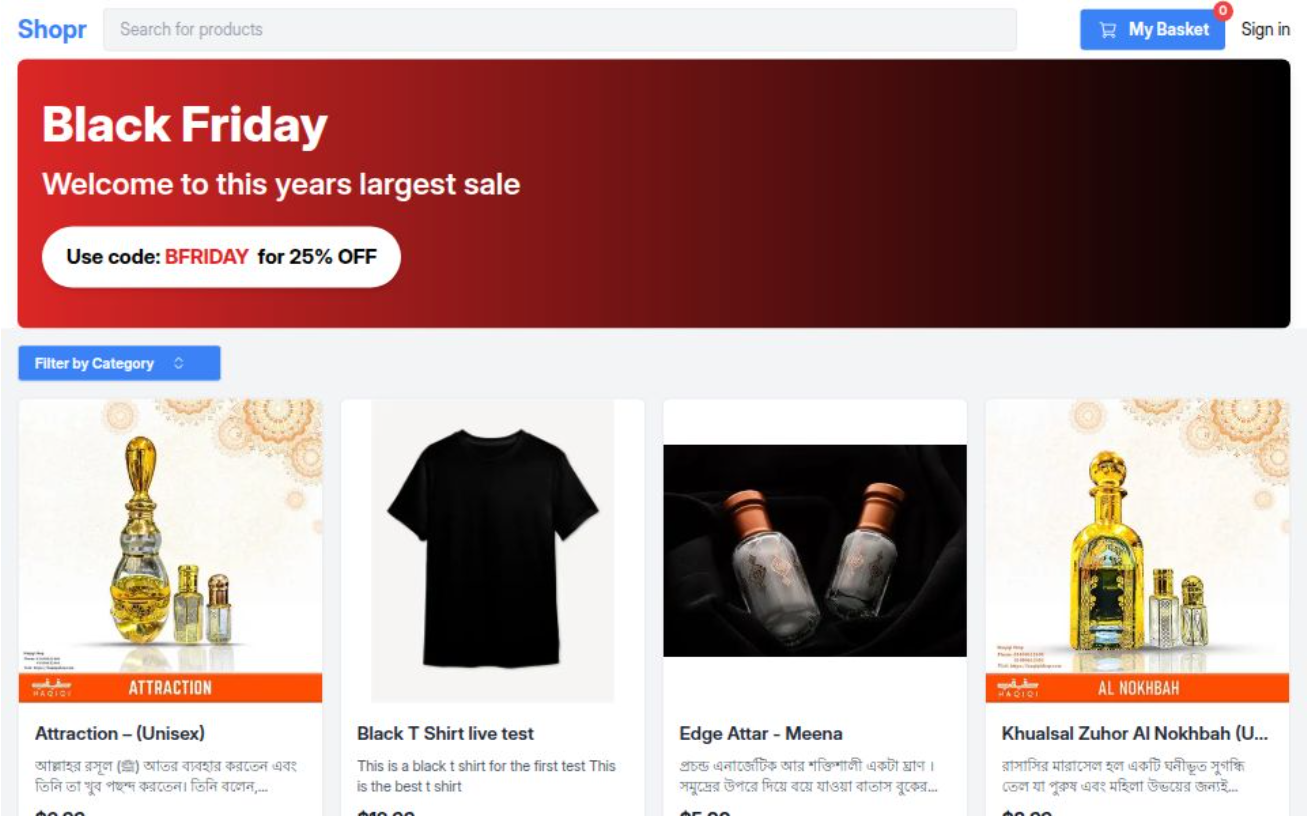 Shopr
Search for products
My Basket
0
Sign in
Black Friday
Welcome to this years largest sale
Use code: BFRIDAY for 25% OFF
Filter by Category
HAQIQI
ATTRACTION
HAQIQI
AL NOKHBAH
Attraction – (Unisex)
আল্লাহর রসূল (ﷺ) আতর ব্যবহার করতেন এবং
তিনি তা খুব পছন্দ করতেন। তিনি বলেন,...
Black T Shirt live test
This is a black t shirt for the first test This
is the best t shirt
Edge Attar - Meena
প্রচন্ড এনার্জেটিক আর শক্তিশালী একটা ঘ্রাণ ।
সমুদ্রের উপরে দিয়ে বয়ে যাওয়া বাতাস বুকের...
Khualsal Zuhor Al Nokhbah (U...
রাসাসির মারাসেল হল একটি ঘনীভূত সুগন্ধি
তেল যা পুরুষ এবং মহিলা উভয়ের জন্যই...